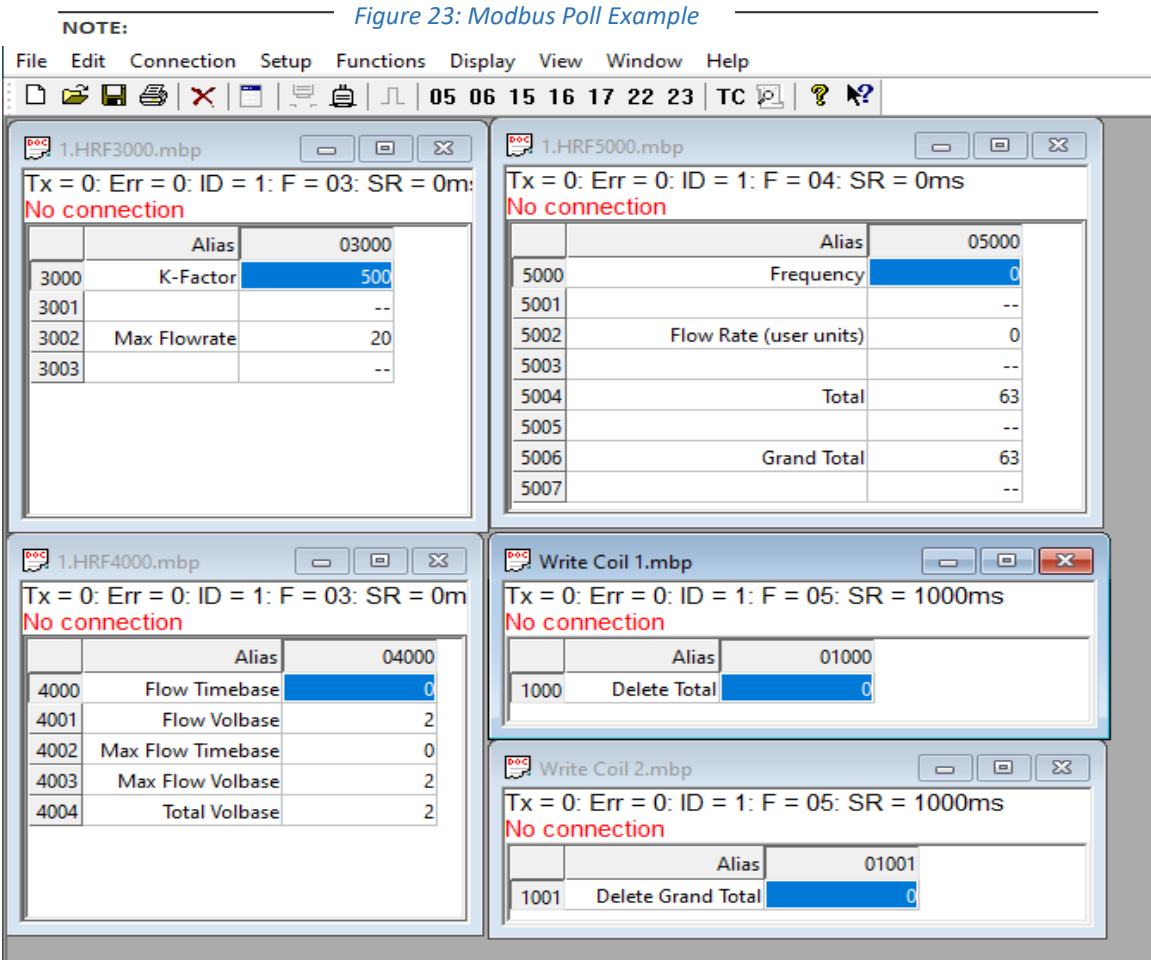 Figure 23: Modbus Poll Example
NOTE:
File Edit Connection Setup Functions Display View Window Help
05 06 15 16 17 22 23 TC
1.HRF3000.mbp
Tx = 0: Err = 0: ID = 1: F = 03: SR = 0m
No connection
Alias 03000
3000 K-Factor 500
3001 --
3002 Max Flowrate 20
3003 --
1.HRF5000.mbp
Tx = 0: Err = 0: ID = 1: F = 04: SR = 0ms
No connection
Alias 05000
5000 Frequency 0
5001 --
5002 Flow Rate (user units) 0
5003 --
5004 Total 63
5005 --
5006 Grand Total 63
5007 --
1.HRF4000.mbp
Tx = 0: Err = 0: ID = 1: F = 03: SR = 0m
No connection
Alias 04000
4000 Flow Timebase 0
4001 Flow Volbase 2
4002 Max Flow Timebase 0
4003 Max Flow Volbase 2
4004 Total Volbase 2
Write Coil 1.mbp
Tx = 0: Err = 0: ID = 1: F = 05: SR = 1000ms
No connection
Alias 01000
1000 Delete Total 0
Write Coil 2.mbp
Tx = 0: Err = 0: ID = 1: F = 05: SR = 1000ms
No connection
Alias 01001
1001 Delete Grand Total 0